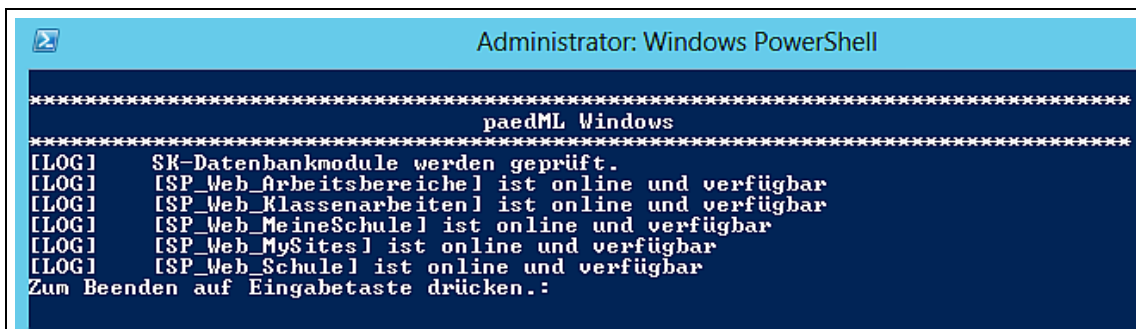 Administrator: Windows PowerShell
********************************************************************************
paedML Windows
********************************************************************************
[LOG] SK-Datenbankmodule werden geprüft.
[LOG] [SP_Web_Arbeitsbereiche] ist online und verfügbar
[LOG] [SP_Web_Klassenarbeiten] ist online und verfügbar
[LOG] [SP_Web_MeineSchule] ist online und verfügbar
[LOG] [SP_Web_MySites] ist online und verfügbar
[LOG] [SP_Web_Schule] ist online und verfügbar
Zum Beenden auf Eingabetaste drücken.: